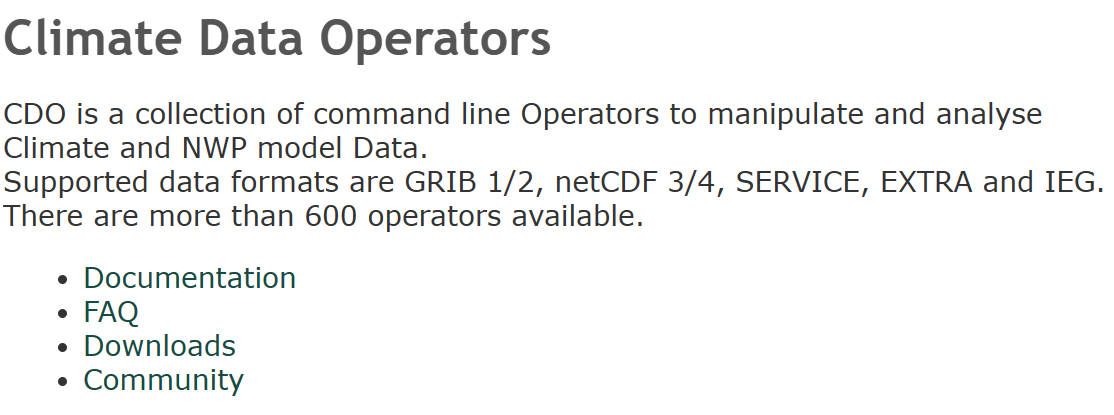 Climate Data Operators
CDO is a collection of command line Operators to manipulate and analyse
Climate and NWP model Data.
Supported data formats are GRIB 1/2, netCDF 3/4, SERVICE, EXTRA and IEG.
There are more than 600 operators available.
• Documentation
• FAQ
• Downloads
• Community